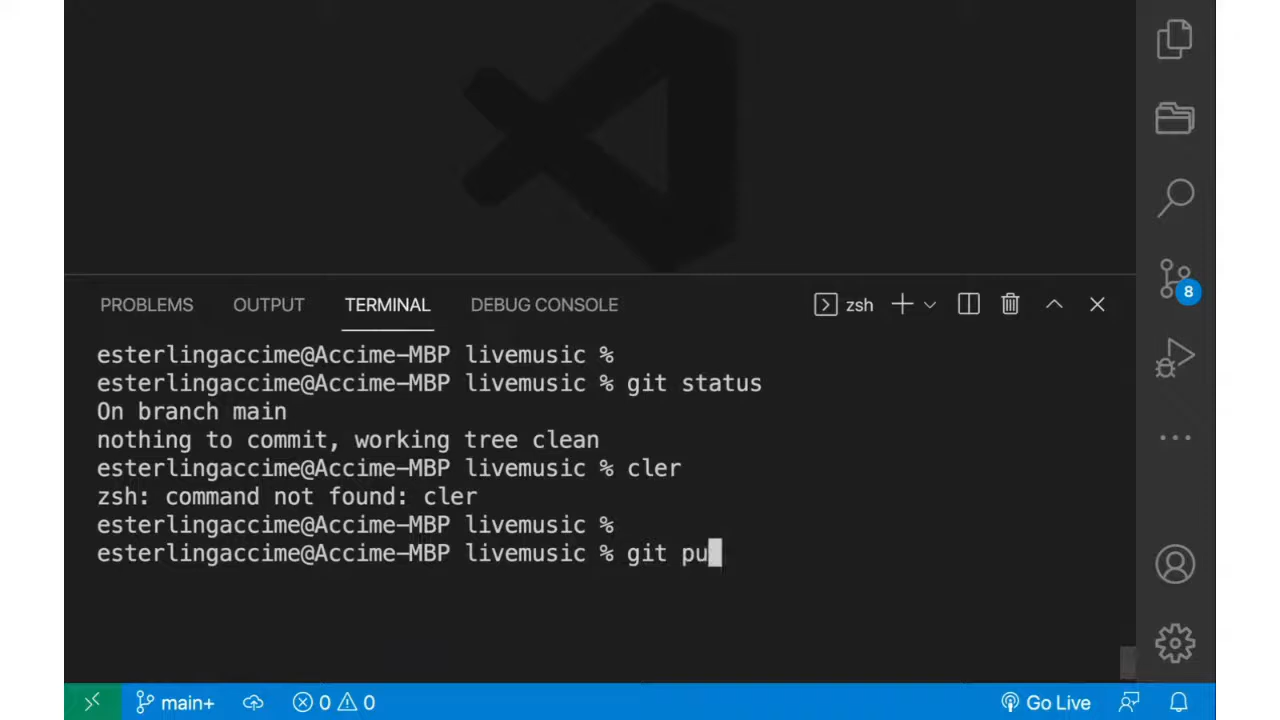 8
PROBLEMS OUTPUT TERMINAL DEBUG CONSOLE zsh
esterlingaccime@Accime-MBP livemusic %
esterlingaccime@Accime-MBP livemusic % git status
On branch main
nothing to commit, working tree clean
esterlingaccime@Accime-MBP livemusic % cler
zsh: command not found: cler
esterlingaccime@Accime-MBP livemusic %
esterlingaccime@Accime-MBP livemusic % git pu
main+ 0 0 Go Live